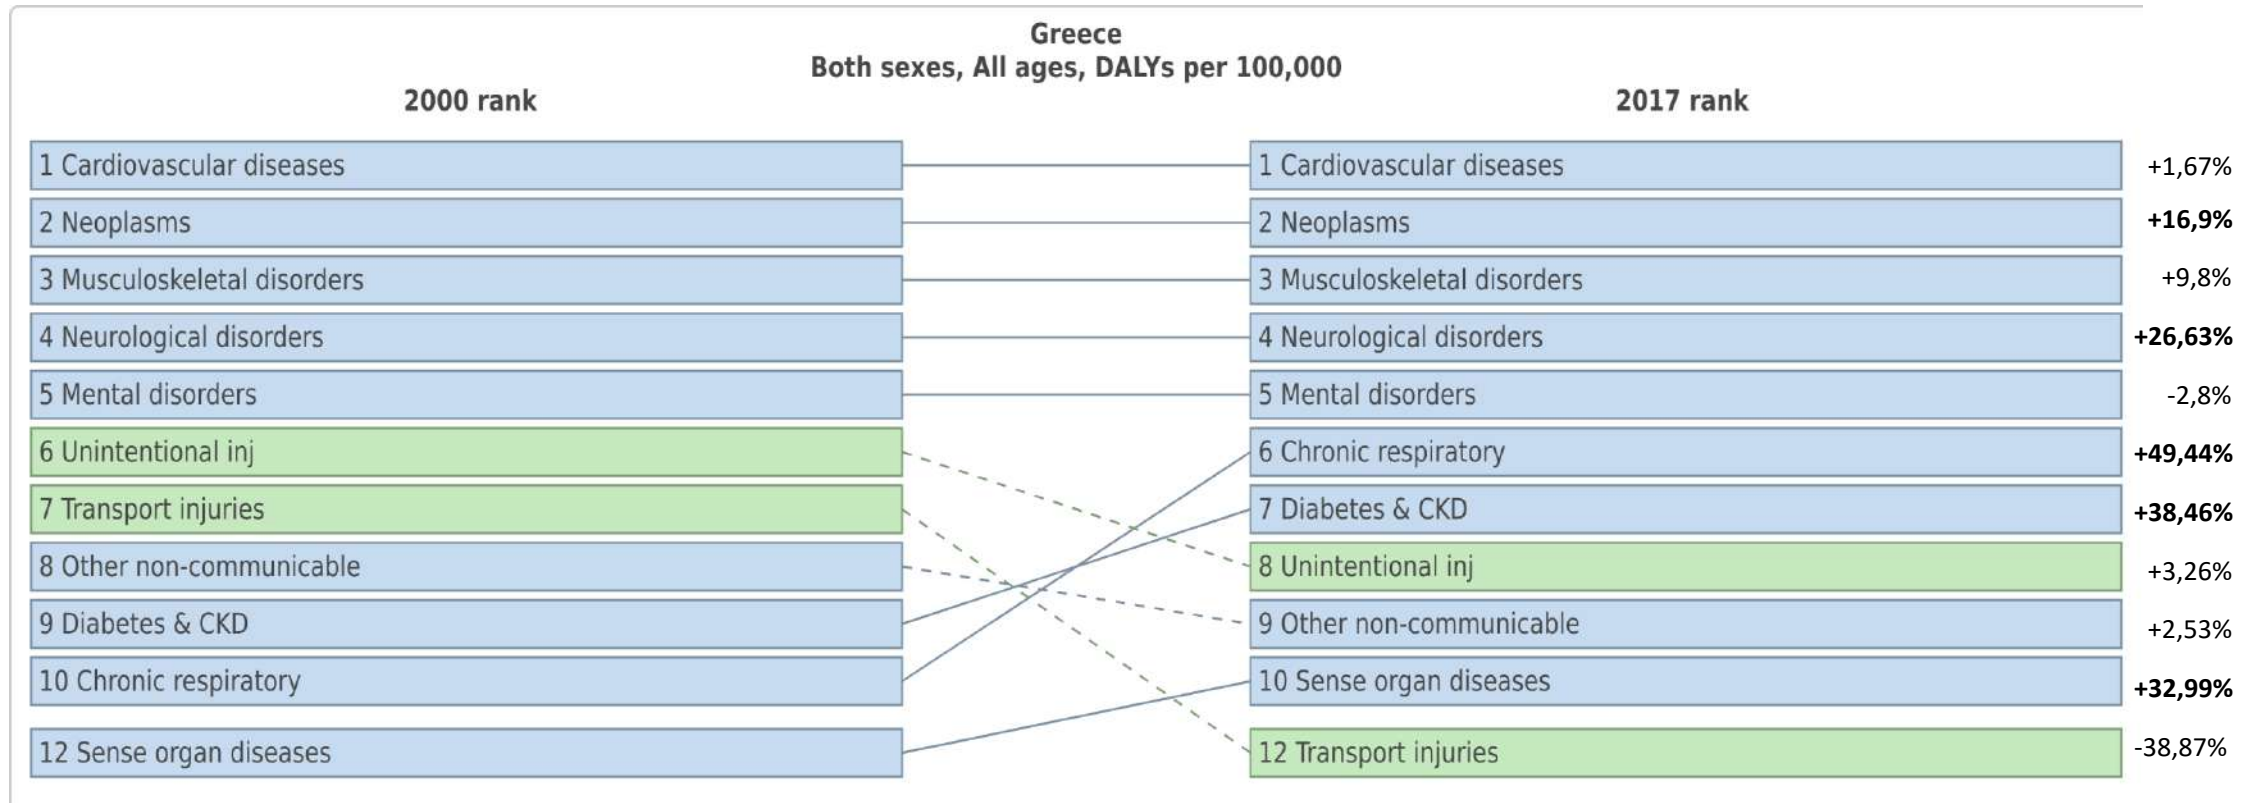 Greece
Both sexes, All ages, DALYs per 100,000
2000 rank
2017 rank
1 Cardiovascular diseases
1 Cardiovascular diseases
+1,67%
2 Neoplasms
2 Neoplasms
+16,9%
3 Musculoskeletal disorders
3 Musculoskeletal disorders
+9,8%
4 Neurological disorders
4 Neurological disorders
+26,63%
5 Mental disorders
5 Mental disorders
-2,8%
6 Unintentional inj
6 Chronic respiratory
+49,44%
7 Transport injuries
7 Diabetes & CKD
+38,46%
8 Other non-communicable
8 Unintentional inj
+3,26%
9 Diabetes & CKD
9 Other non-communicable
+2,53%
10 Chronic respiratory
10 Sense organ diseases
+32,99%
12 Sense organ diseases
12 Transport injuries
-38,87%